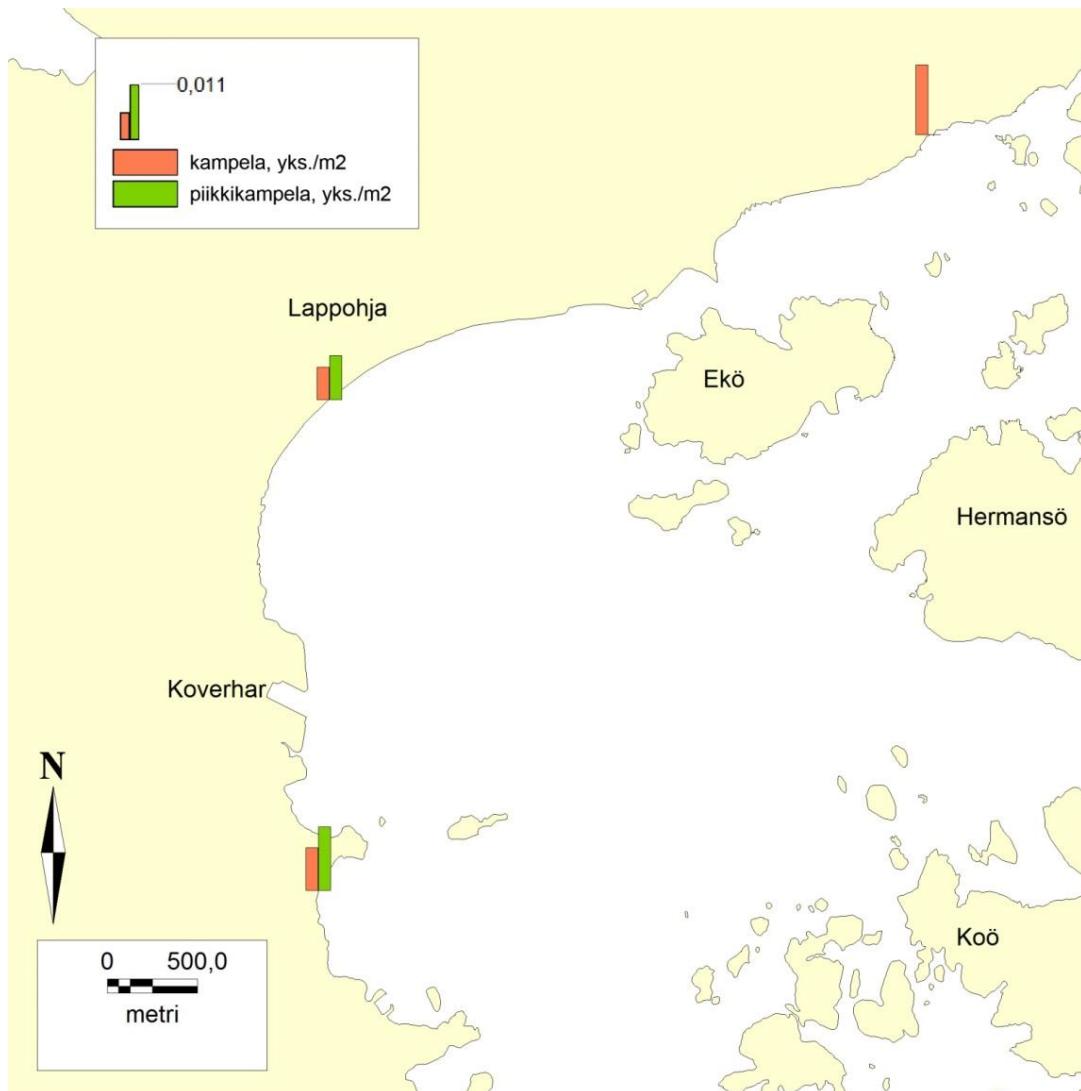 0,011
kampela, yks./m2
piikkikampela, yks./m2
Lappohja
Ekö
Hermansö
Koverhar
N
Koö
0 500,0
metri